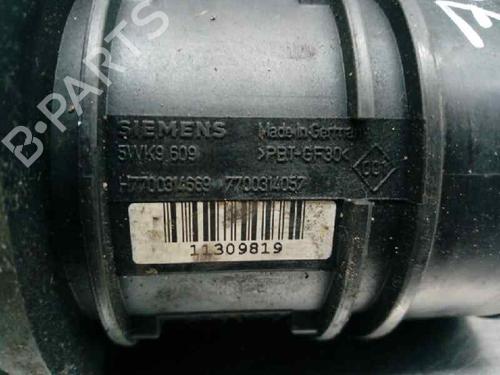 SIEMENS Made in Germany
5WK9 609 >PBT-GF30<
H7700314669 7700314057
11309819
B-PARTS